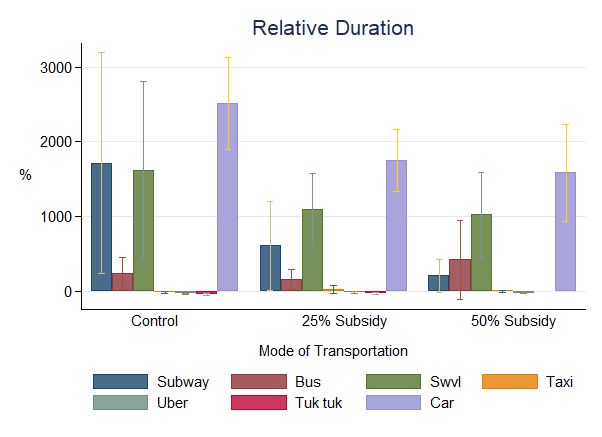 Relative Duration
3000
2000
%
1000
0
Control 25% Subsidy 50% Subsidy
Mode of Transportation
Subway Bus Swvl Taxi
Uber Tuk tuk Car